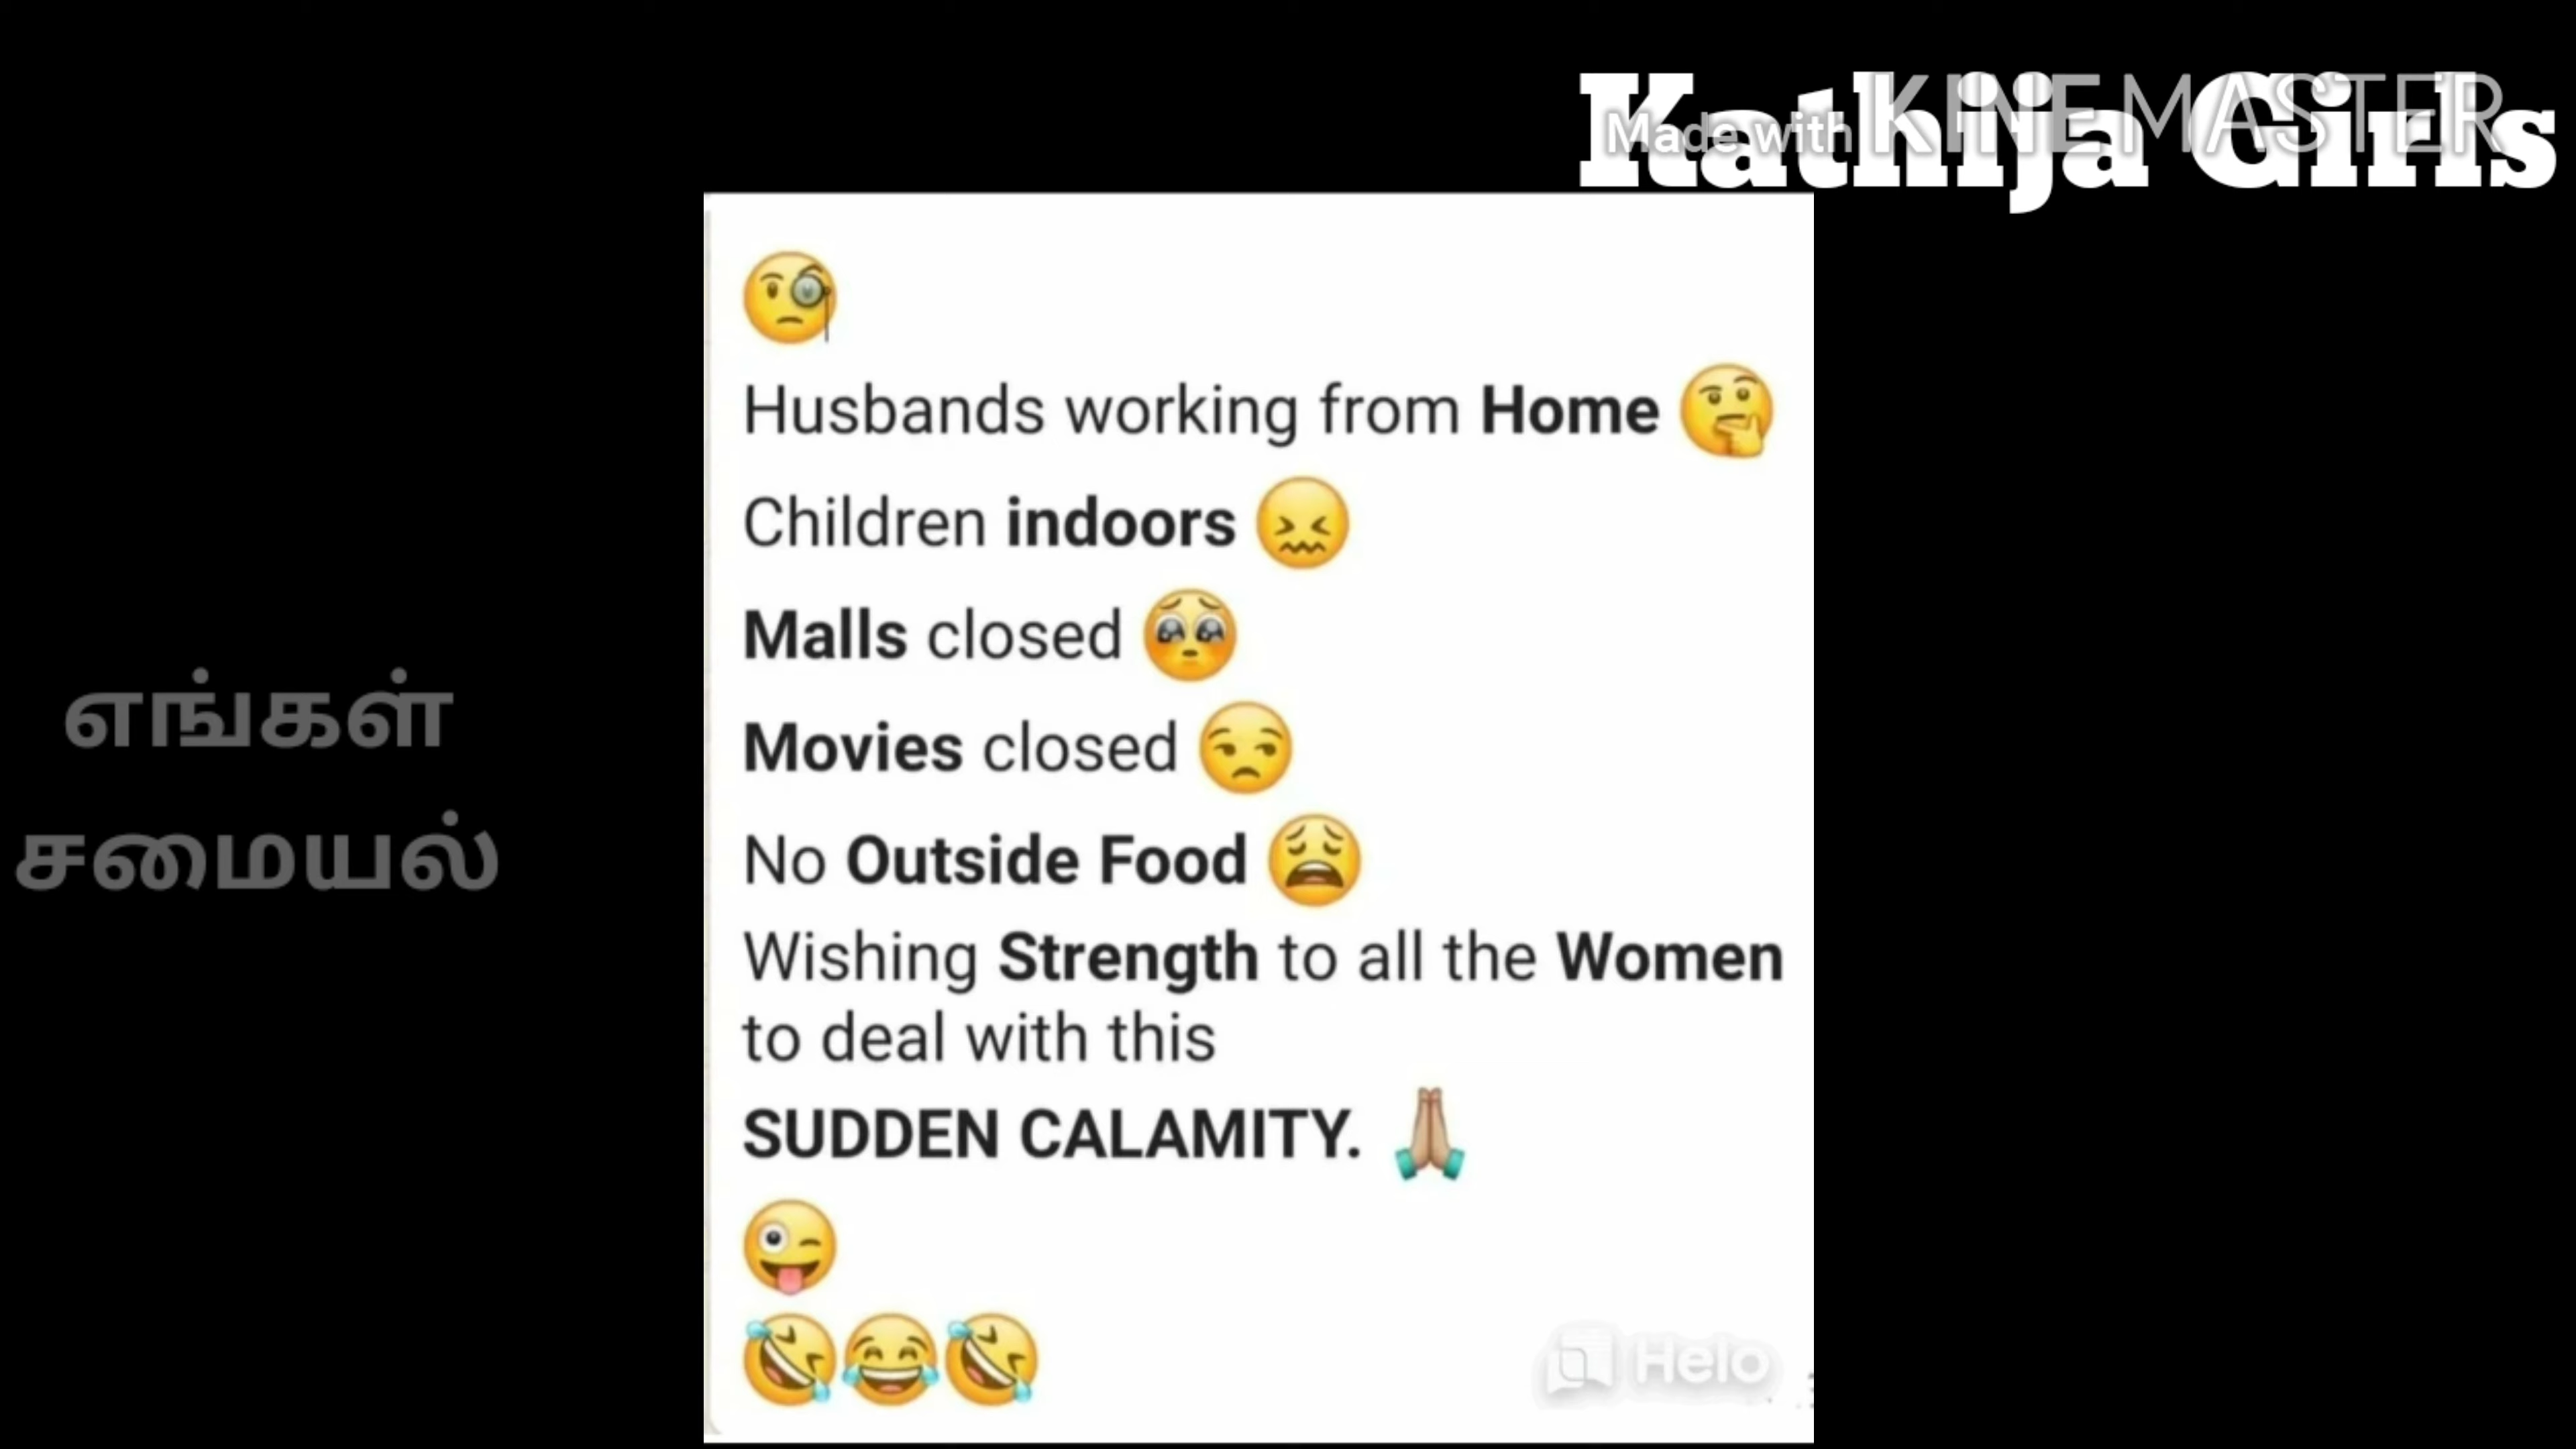 Kathija Girls
Made with KINEMASTER
🧐
Husbands working from Home 🤔
Children indoors 😖
Malls closed 🥺
Movies closed 😒
No Outside Food 😩
Wishing Strength to all the Women
to deal with this
SUDDEN CALAMITY. 🙏🏼
😜
🤣😂🤣
Helo
எங்கள்
சமையல்